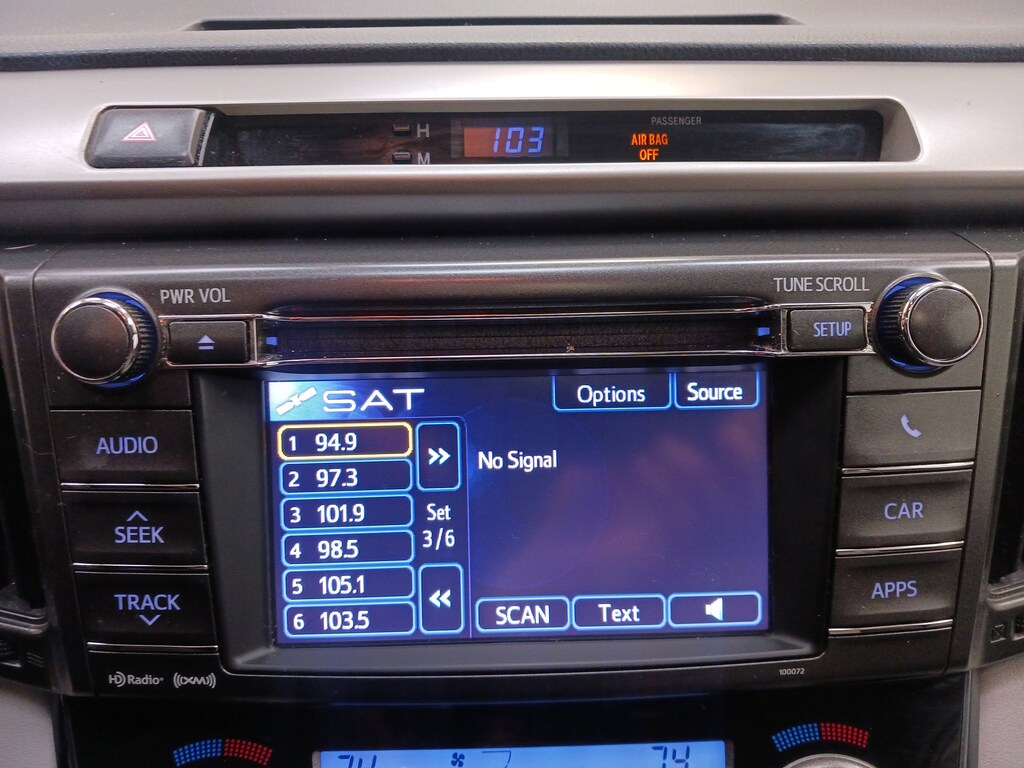 PASSENGER
H
103
AIR BAG
OFF
M
TUNE SCROLL
PWR VOL
SETUP
SAT
Options
Source
1 94.9
2 97.3
3 101.9
4 98.5
5 105.1
6 103.5
>>
Set
3/6
<<
No Signal
SCAN
Text
AUDIO
SEEK
TRACK
CAR
APPS
HD Radio
((XM))
100072
74
74